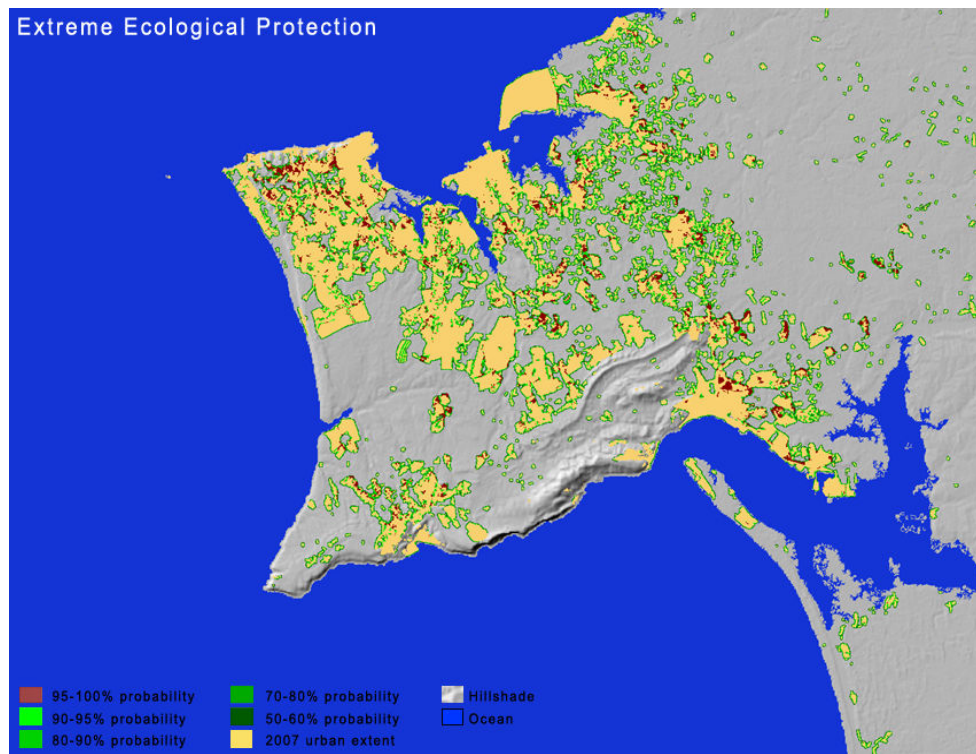 Extreme Ecological Protection
95-100% probability
90-95% probability
80-90% probability
70-80% probability
50-60% probability
2007 urban extent
Hillshade
Ocean